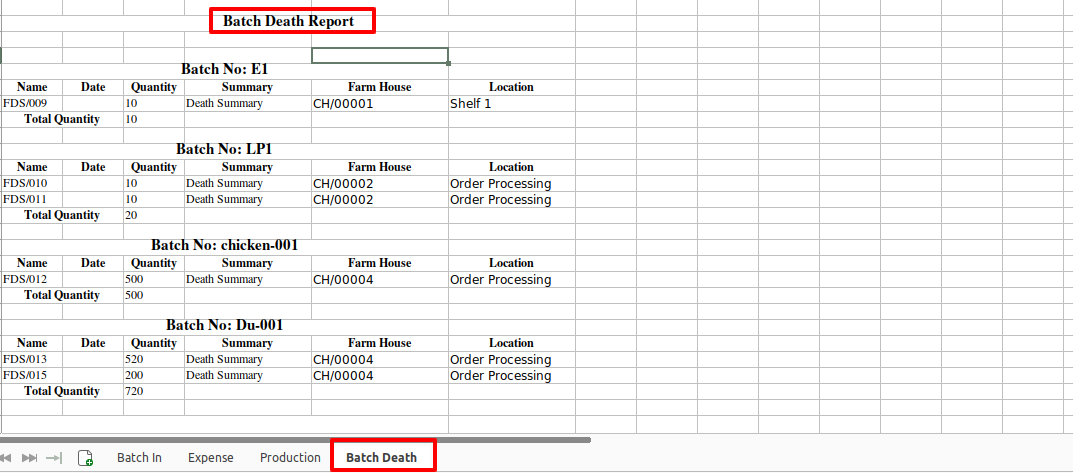 Batch Death Report
Batch No: E1
Name Date Quantity Summary Farm House Location
FDS/009 10 Death Summary CH/00001 Shelf 1
Total Quantity 10
Batch No: LP1
Name Date Quantity Summary Farm House Location
FDS/010 10 Death Summary CH/00002 Order Processing
FDS/011 10 Death Summary CH/00002 Order Processing
Total Quantity 20
Batch No: chicken-001
Name Date Quantity Summary Farm House Location
FDS/012 500 Death Summary CH/00004 Order Processing
Total Quantity 500
Batch No: Du-001
Name Date Quantity Summary Farm House Location
FDS/013 520 Death Summary CH/00004 Order Processing
FDS/015 200 Death Summary CH/00004 Order Processing
Total Quantity 720
Batch In Expense Production Batch Death